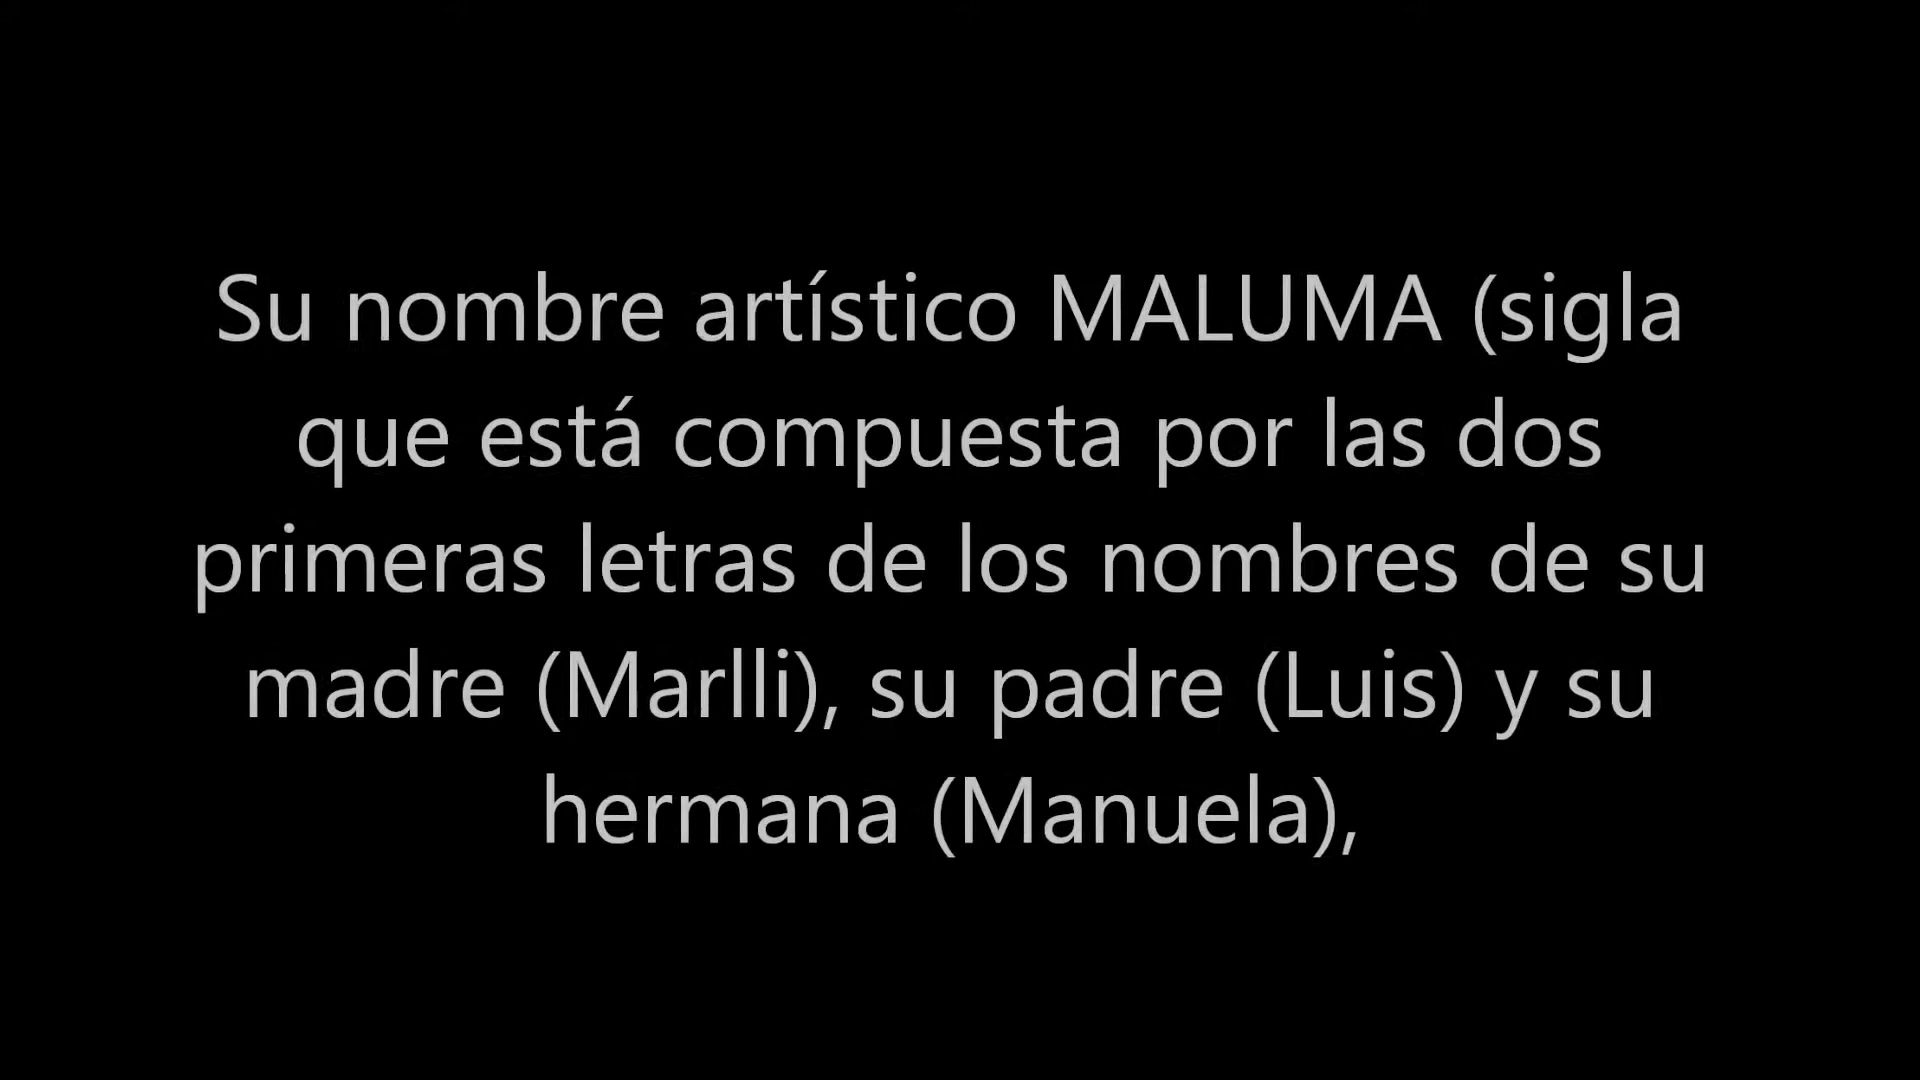 Su nombre artístico MALUMA (sigla
que está compuesta por las dos
primeras letras de los nombres de su
madre (Marlli), su padre (Luis) y su
hermana (Manuela),